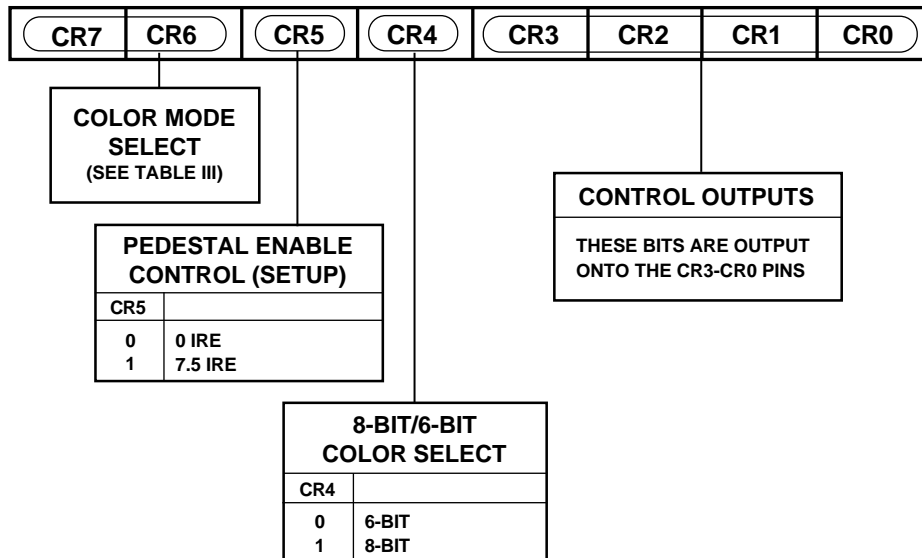 CR7 CR6 CR5 CR4 CR3 CR2 CR1 CR0
COLOR MODE
SELECT
(SEE TABLE III)
CONTROL OUTPUTS
THESE BITS ARE OUTPUT
ONTO THE CR3-CR0 PINS
PEDESTAL ENABLE
CONTROL (SETUP)
CR5
0 0 IRE
1 7.5 IRE
8-BIT/6-BIT
COLOR SELECT
CR4
0 6-BIT
1 8-BIT